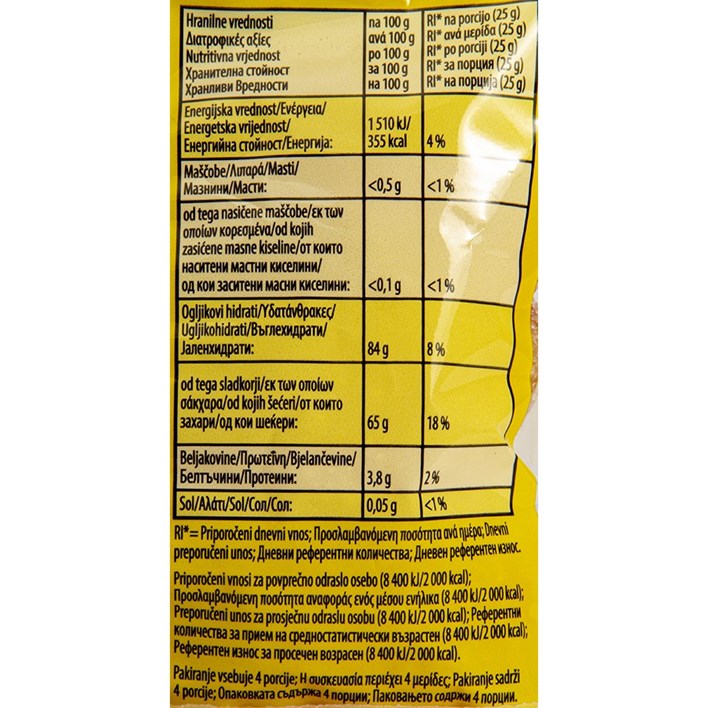 Hranilne vrednosti na 100 g RI* na porcijo (25 g)
Διατροφικές αξίες ανά 100 g RI* ανά μερίδα (25 g)
Nutritivna vrjednost po 100 g RI* po porciji (25 g)
Хранителна стойност за 100 g RI* за порция (25 g)
Хранливи Вредности на 100 g RI* на порција (25 g)
Energijska vrednost/Ενέργεια/
Energetska vrijednost/ 1 510 kJ/
Енергийна стойност/Енергија: 355 kcal 4 %
Maščobe/Λιπαρά/Masti/
Мазнини/Масти: <0,5 g <1 %
od tega nasičene maščobe/εκ των
οποίων κορεσμένα/od kojih
zasićene masne kiseline/от които
наситени мастни киселини/
од кои заситени масни киселини: <0,1 g <1 %
Ogljikovi hidrati/Υδατάνθρακες/
Ugljikohidrati/Въглехидрати/
Јаленхидрати: 84 g 8 %
od tega sladkorji/εκ των οποίων
σάκχαρα/od kojih šećeri/от които
захари/од кои шеќери: 65 g 18 %
Beljakovine/Πρωτεΐνη/Bjelančevine/
Белтъчини/Протеини: 3,8 g 2 %
Sol/Αλάτι/Sol/Сол/Сол: 0,05 g <1 %
RI*= Priporočeni dnevni vnos; Προσλαμβανόμενη ποσότητα ανά ημέρα; Dnevni
preporučeni unos; Дневни референтни количества; Дневен референтен износ.
Priporočeni vnosi za povprečno odraslo osebo (8 400 kJ/2 000 kcal);
Προσλαμβανόμενη ποσότητα αναφοράς ενός μέσου ενήλικα (8 400 kJ/2 000 kcal);
Preporučeni unos za prosječnu odraslu osobu (8 400 kJ/2 000 kcal); Референтни
количества за прием на средностатистически възрастен (8 400 kJ/2 000 kcal);
Референтен износ за просечен возрасен (8 400 kJ/2 000 kcal).
Pakiranje vsebuje 4 porcije; Η συσκευασία περιέχει 4 μερίδες; Pakiranje sadrži
4 porcije; Опаковката съдържа 4 порции; Паковањето содржи 4 порции.